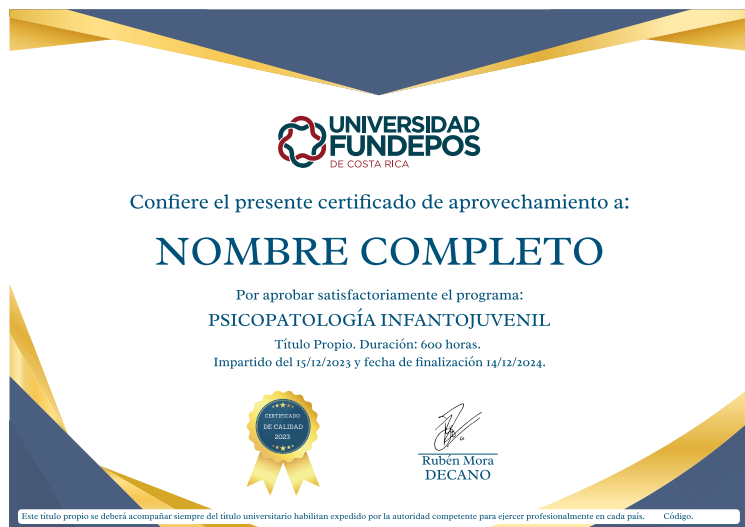 UNIVERSIDAD
FUNDEPOS
DE COSTA RICA
Confiere el presente certificado de aprovechamiento a:
NOMBRE COMPLETO
Por aprobar satisfactoriamente el programa:
PSICOPATOLOGÍA INFANTOJUVENIL
Título Propio. Duración: 600 horas.
Impartido del 15/12/2023 y fecha de finalización 14/12/2024.
CERTIFICADO
DE CALIDAD
2023
Rubén Mora
DECANO
Este título propio se deberá acompañar siempre del título universitario habilitan expedido por la autoridad competente para ejercer profesionalmente en cada país. Código.